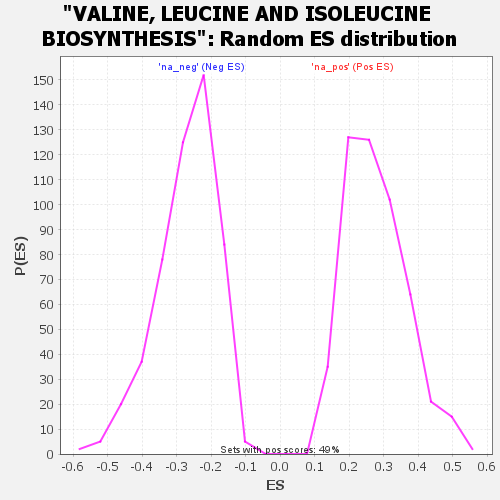 "VALINE, LEUCINE AND ISOLEUCINE
BIOSYNTHESIS": Random ES distribution
'na_neg' (Neg ES) 'na_pos' (Pos ES)
150
140
130
120
110
100
90
80
70
60
50
40
30
20
10
0
P(ES)
Sets with pos scores: 49%
-0.6 -0.5 -0.4 -0.3 -0.2 -0.1 0.0 0.1 0.2 0.3 0.4 0.5 0.6
ES